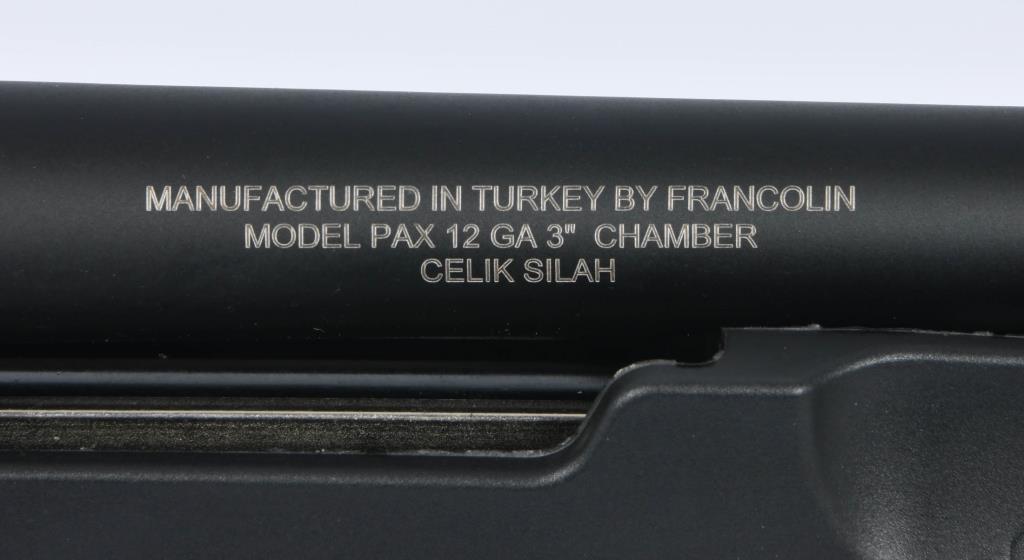 MANUFACTURED IN TURKEY BY FRANCOLIN
MODEL PAX 12 GA 3" CHAMBER
CELIK SILAH